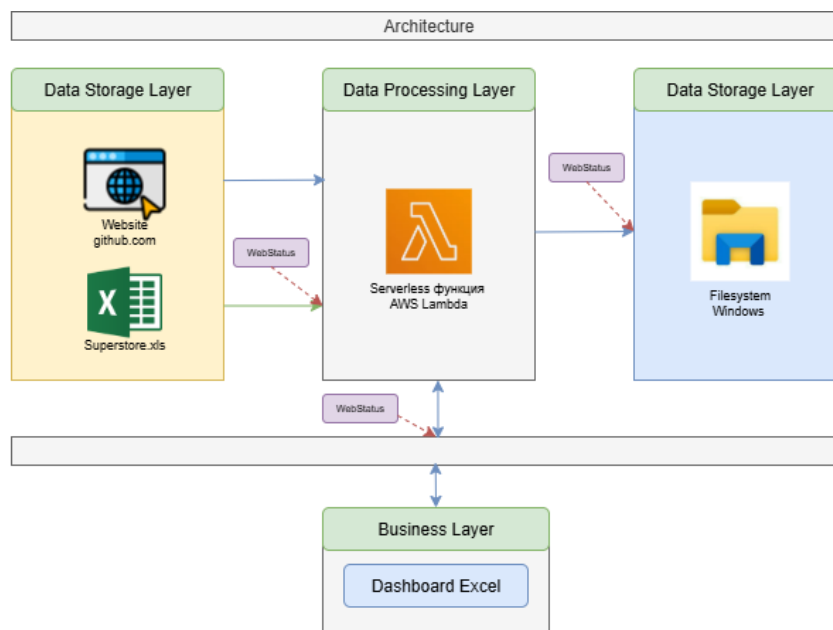 Architecture
Data Storage Layer
Data Processing Layer
Data Storage Layer
Website
github.com
Superstore.xls
WebStatus
Serverless функция
AWS Lambda
WebStatus
Filesystem
Windows
WebStatus
Business Layer
Dashboard Excel